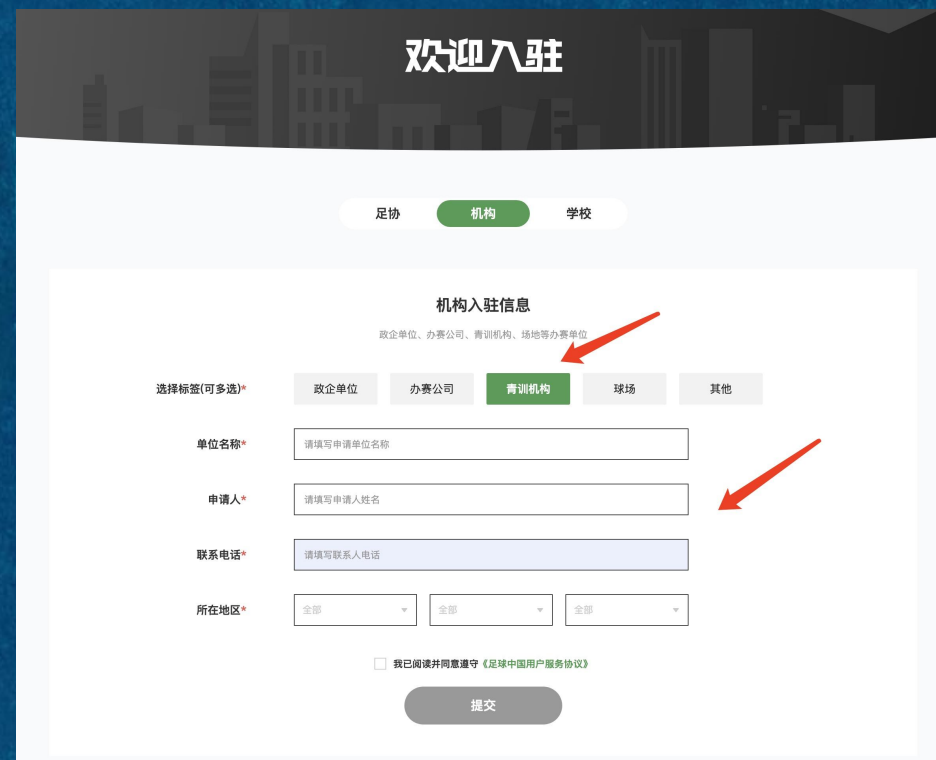 欢迎入驻
足协 机构 学校
机构入驻信息
政企单位、办赛公司、青训机构、场地等办赛单位
选择标签(可多选)* 政企单位 办赛公司 青训机构 球场 其他
单位名称* 请填写申请单位名称
申请人* 请填写申请人姓名
联系电话* 请填写联系人电话
所在地区* 全部 全部 全部
我已阅读并同意遵守《足球中国用户服务协议》
提交